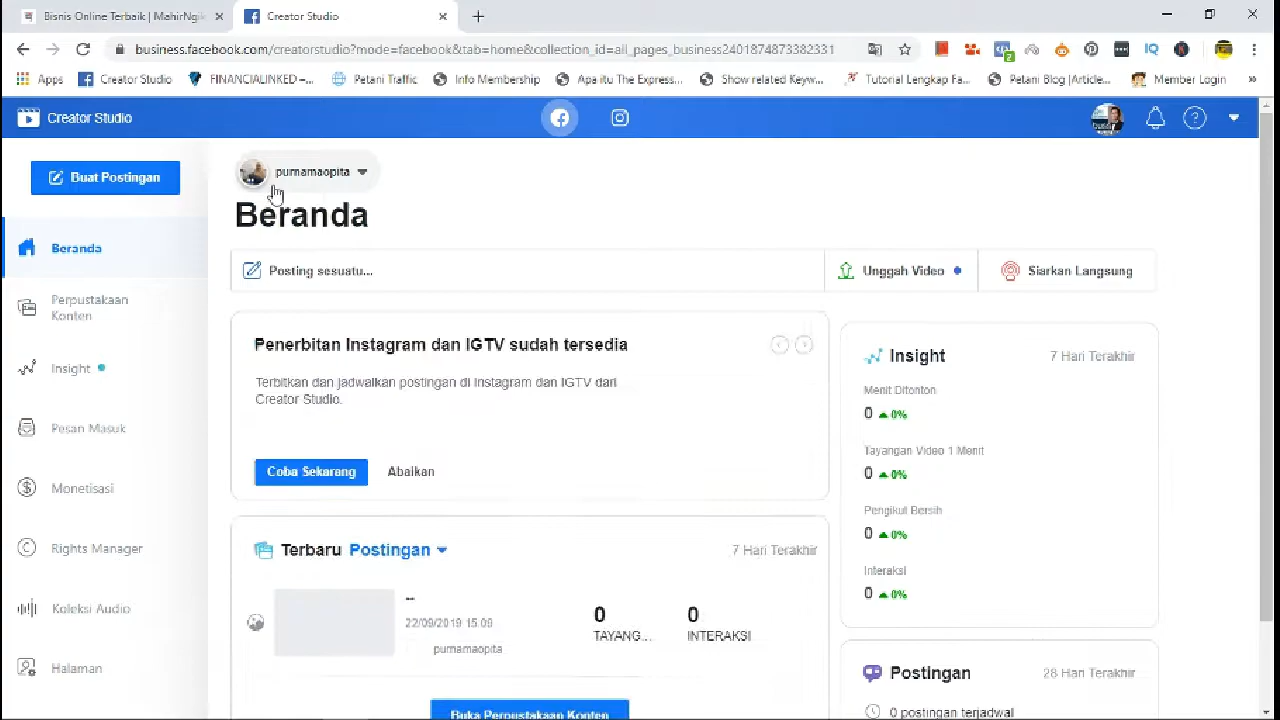 Bisnis Online Terbaik | MahirNgik
Creator Studio
business.facebook.com/creatorstudio?mode=facebook&tab=home&collection_id=all_pages_business2401874873382331
Apps
Creator Studio
FINANCIALINKED –...
Petani Traffic
Info Membership
Apa itu The Express...
Show related Keyw...
Tutorial Lengkap Fa...
Petani Blog |Article...
Member Login
»
Creator Studio
Buat Postingan
purnamaopita
Beranda
Beranda
Posting sesuatu...
Unggah Video
Siarkan Langsung
Perpustakaan
Konten
Insight
Pesan Masuk
Monetisasi
Rights Manager
Koleksi Audio
Halaman
Penerbitan Instagram dan IGTV sudah tersedia
Terbitkan dan jadwalkan postingan di Instagram dan IGTV dari
Creator Studio.
Coba Sekarang
Abaikan
Insight
7 Hari Terakhir
Menit Ditonton
0 0%
Tayangan Video 1 Menit
0 0%
Pengikut Bersih
0 0%
Interaksi
0 0%
Terbaru Postingan
7 Hari Terakhir
--
22/09/2019 15.09
purnamaopita
0
TAYANG...
0
INTERAKSI
Buka Perpustakaan Konten
Postingan
28 Hari Terakhir
0 postingan terjadwal